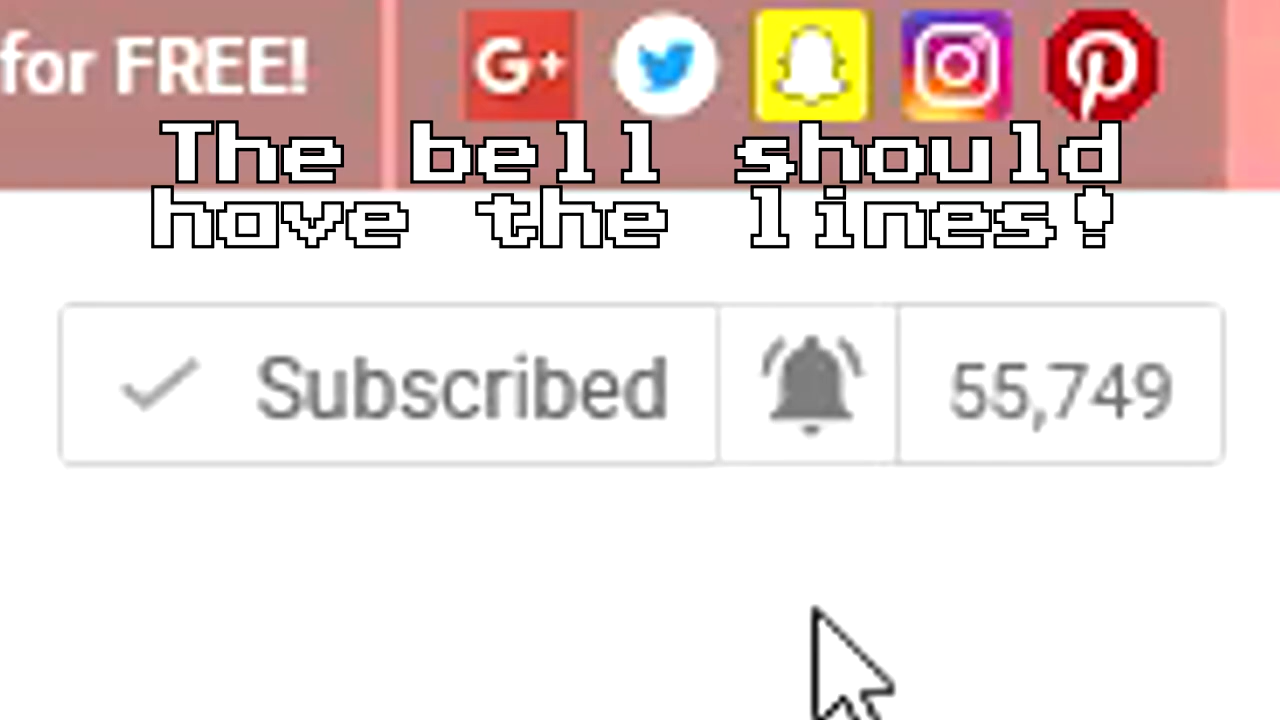 for FREE!
G+
The bell should
have the lines!
Subscribed
55,749